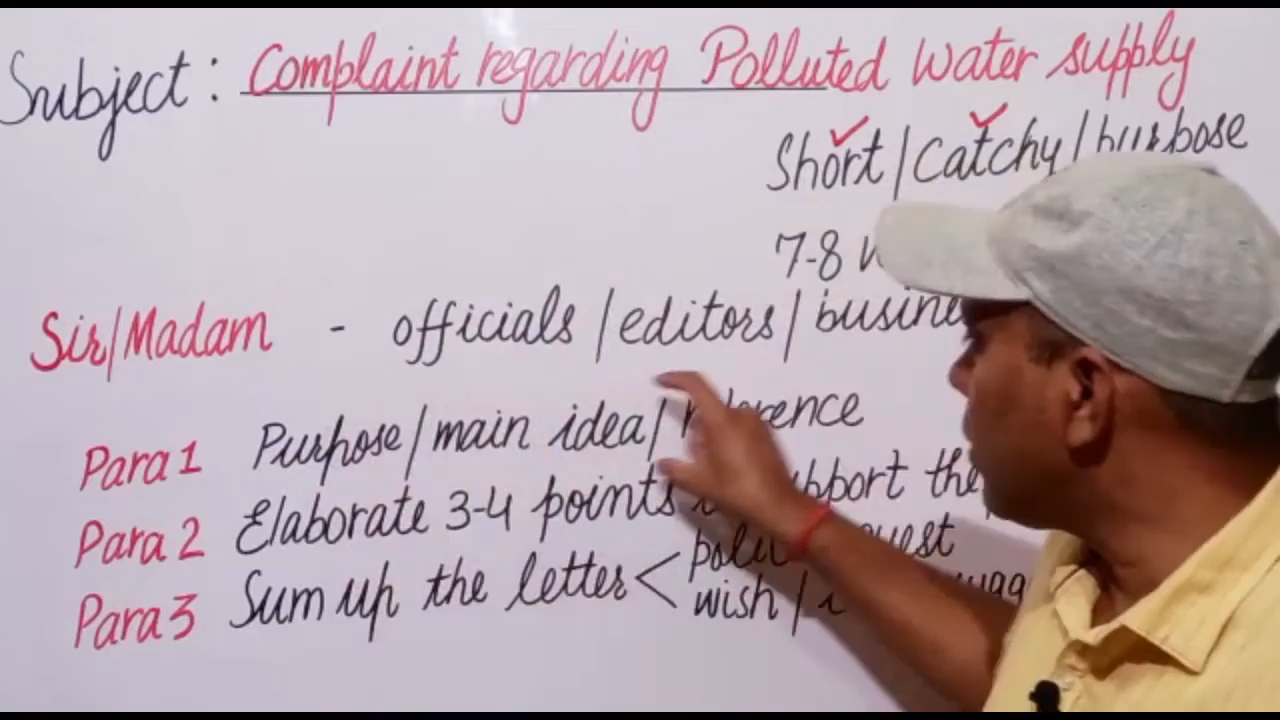 Subject: Complaint regarding Polluted Water supply
Short/Catchy/purpose
7-8
Sir/Madam - officials/editors/
Para 1 Purpose/main idea/
Para 2 Elaborate 3-4 points the
Para 3 Sum up the letter <
wish/